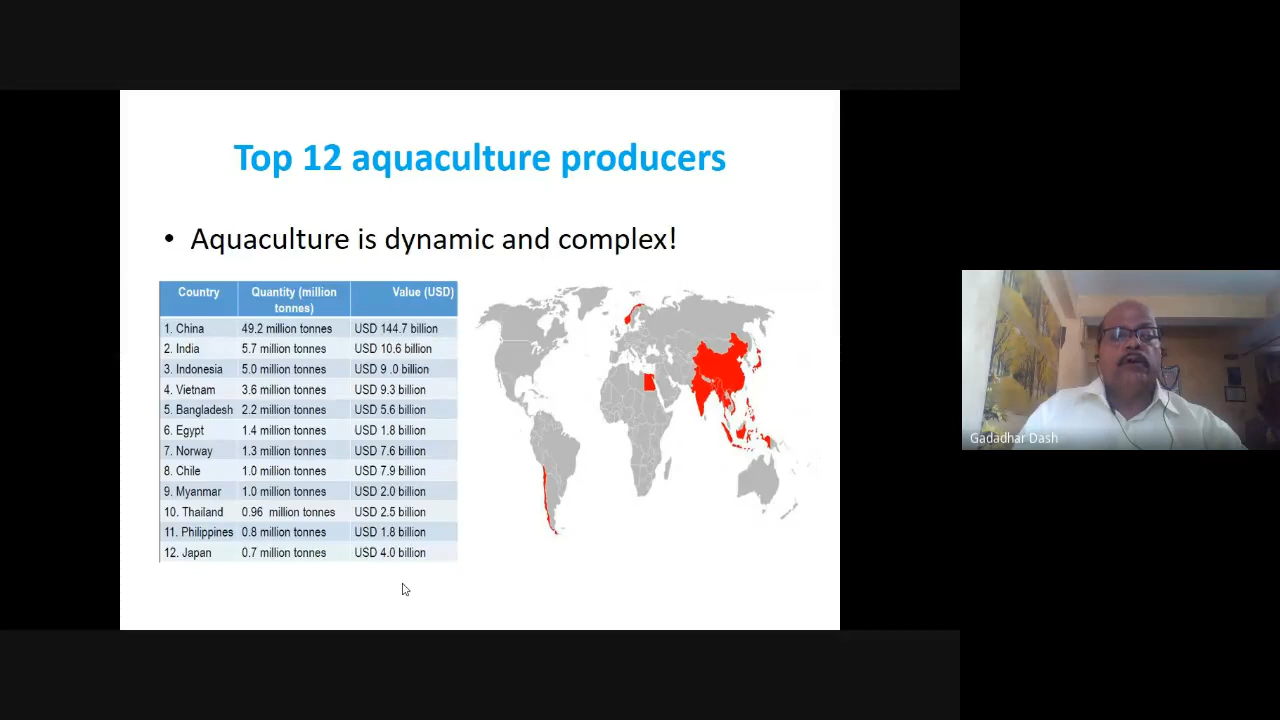 Top 12 aquaculture producers
• Aquaculture is dynamic and complex!
Country Quantity (million tonnes) Value (USD)
1. China 49.2 million tonnes USD 144.7 billion
2. India 5.7 million tonnes USD 10.6 billion
3. Indonesia 5.0 million tonnes USD 9 .0 billion
4. Vietnam 3.6 million tonnes USD 9.3 billion
5. Bangladesh 2.2 million tonnes USD 5.6 billion
6. Egypt 1.4 million tonnes USD 1.8 billion
7. Norway 1.3 million tonnes USD 7.6 billion
8. Chile 1.0 million tonnes USD 7.9 billion
9. Myanmar 1.0 million tonnes USD 2.0 billion
10. Thailand 0.96 million tonnes USD 2.5 billion
11. Philippines 0.8 million tonnes USD 1.8 billion
12. Japan 0.7 million tonnes USD 4.0 billion
Gadadhar Dash